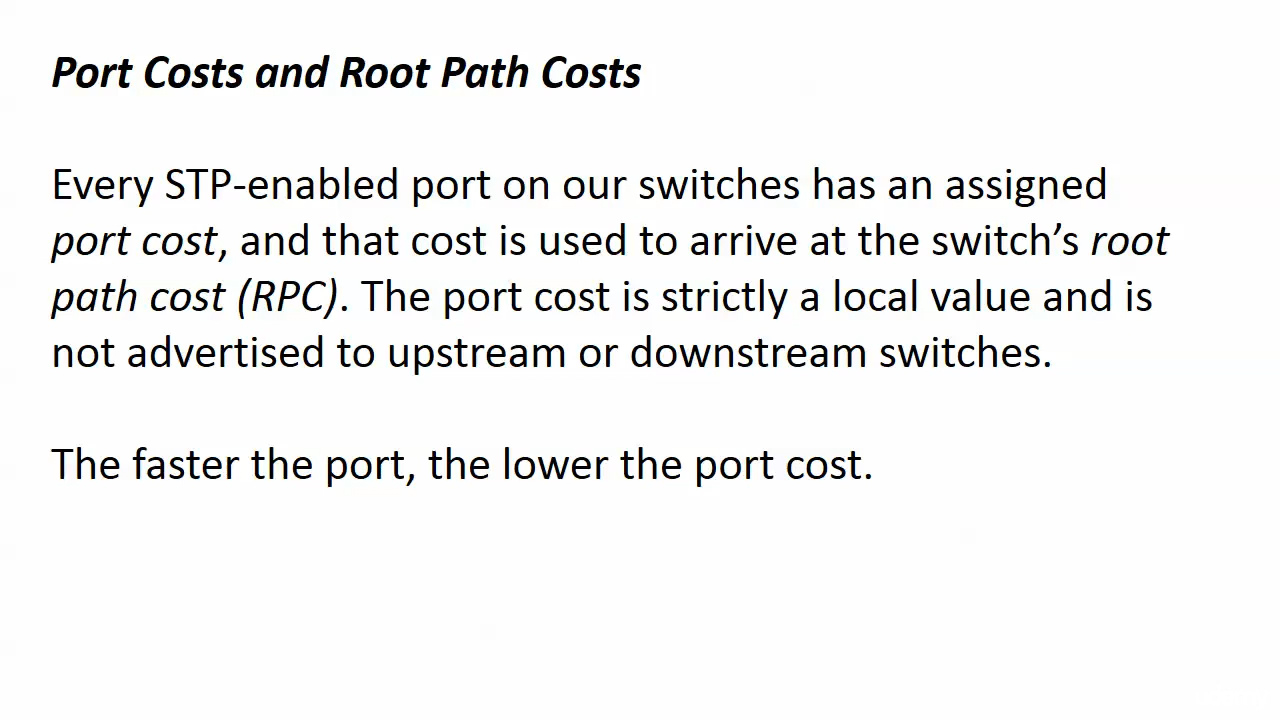 Port Costs and Root Path Costs
Every STP-enabled port on our switches has an assigned
port cost, and that cost is used to arrive at the switch’s root
path cost (RPC). The port cost is strictly a local value and is
not advertised to upstream or downstream switches.
The faster the port, the lower the port cost.